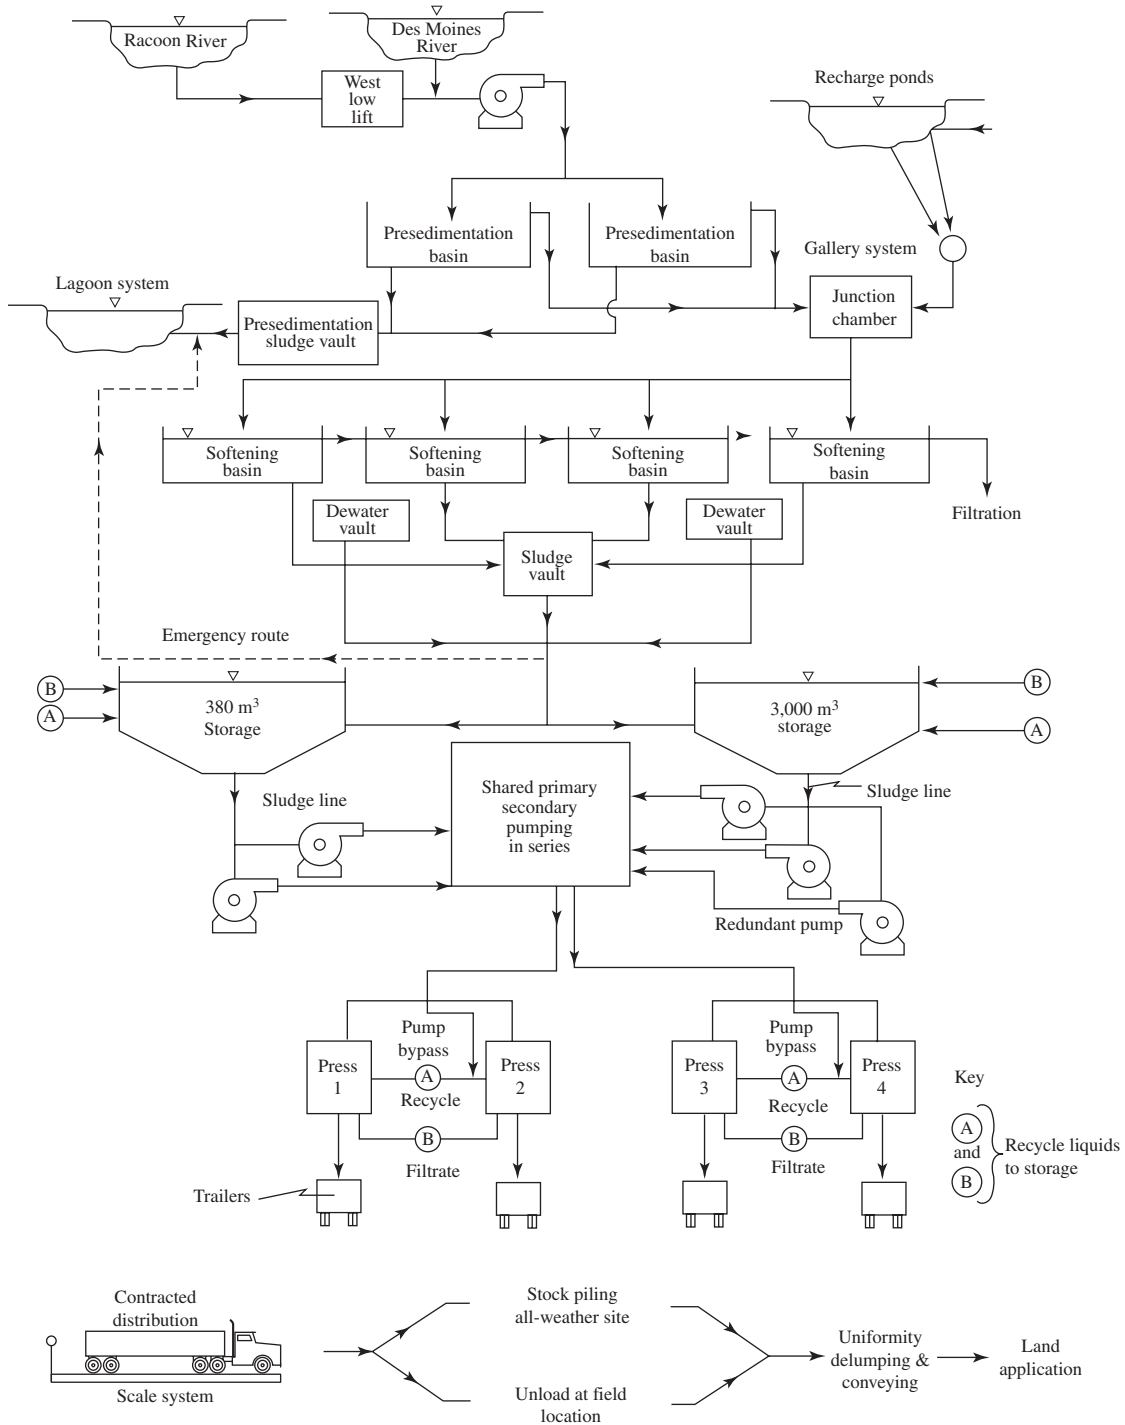 Racoon River
Des Moines
River
West
low
lift
Recharge ponds
Presedimentation
basin
Presedimentation
basin
Gallery system
Lagoon system
Junction
chamber
Presedimentation
sludge vault
Softening
basin
Softening
basin
Softening
basin
Softening
basin
Dewater
vault
Dewater
vault
Filtration
Sludge
vault
Emergency route
B
A
380 m³
Storage
3,000 m³
storage
B
A
Sludge line
Shared primary
secondary
pumping
in series
Sludge line
Redundant pump
Pump
bypass
Press
1
A
Recycle
Press
2
B
Filtrate
Pump
bypass
Press
3
A
Recycle
Press
4
B
Filtrate
Key
A
and
B
Recycle liquids
to storage
Trailers
Contracted
distribution
Scale system
Stock piling
all-weather site
Unload at field
location
Uniformity
delumping &
conveying
Land
application